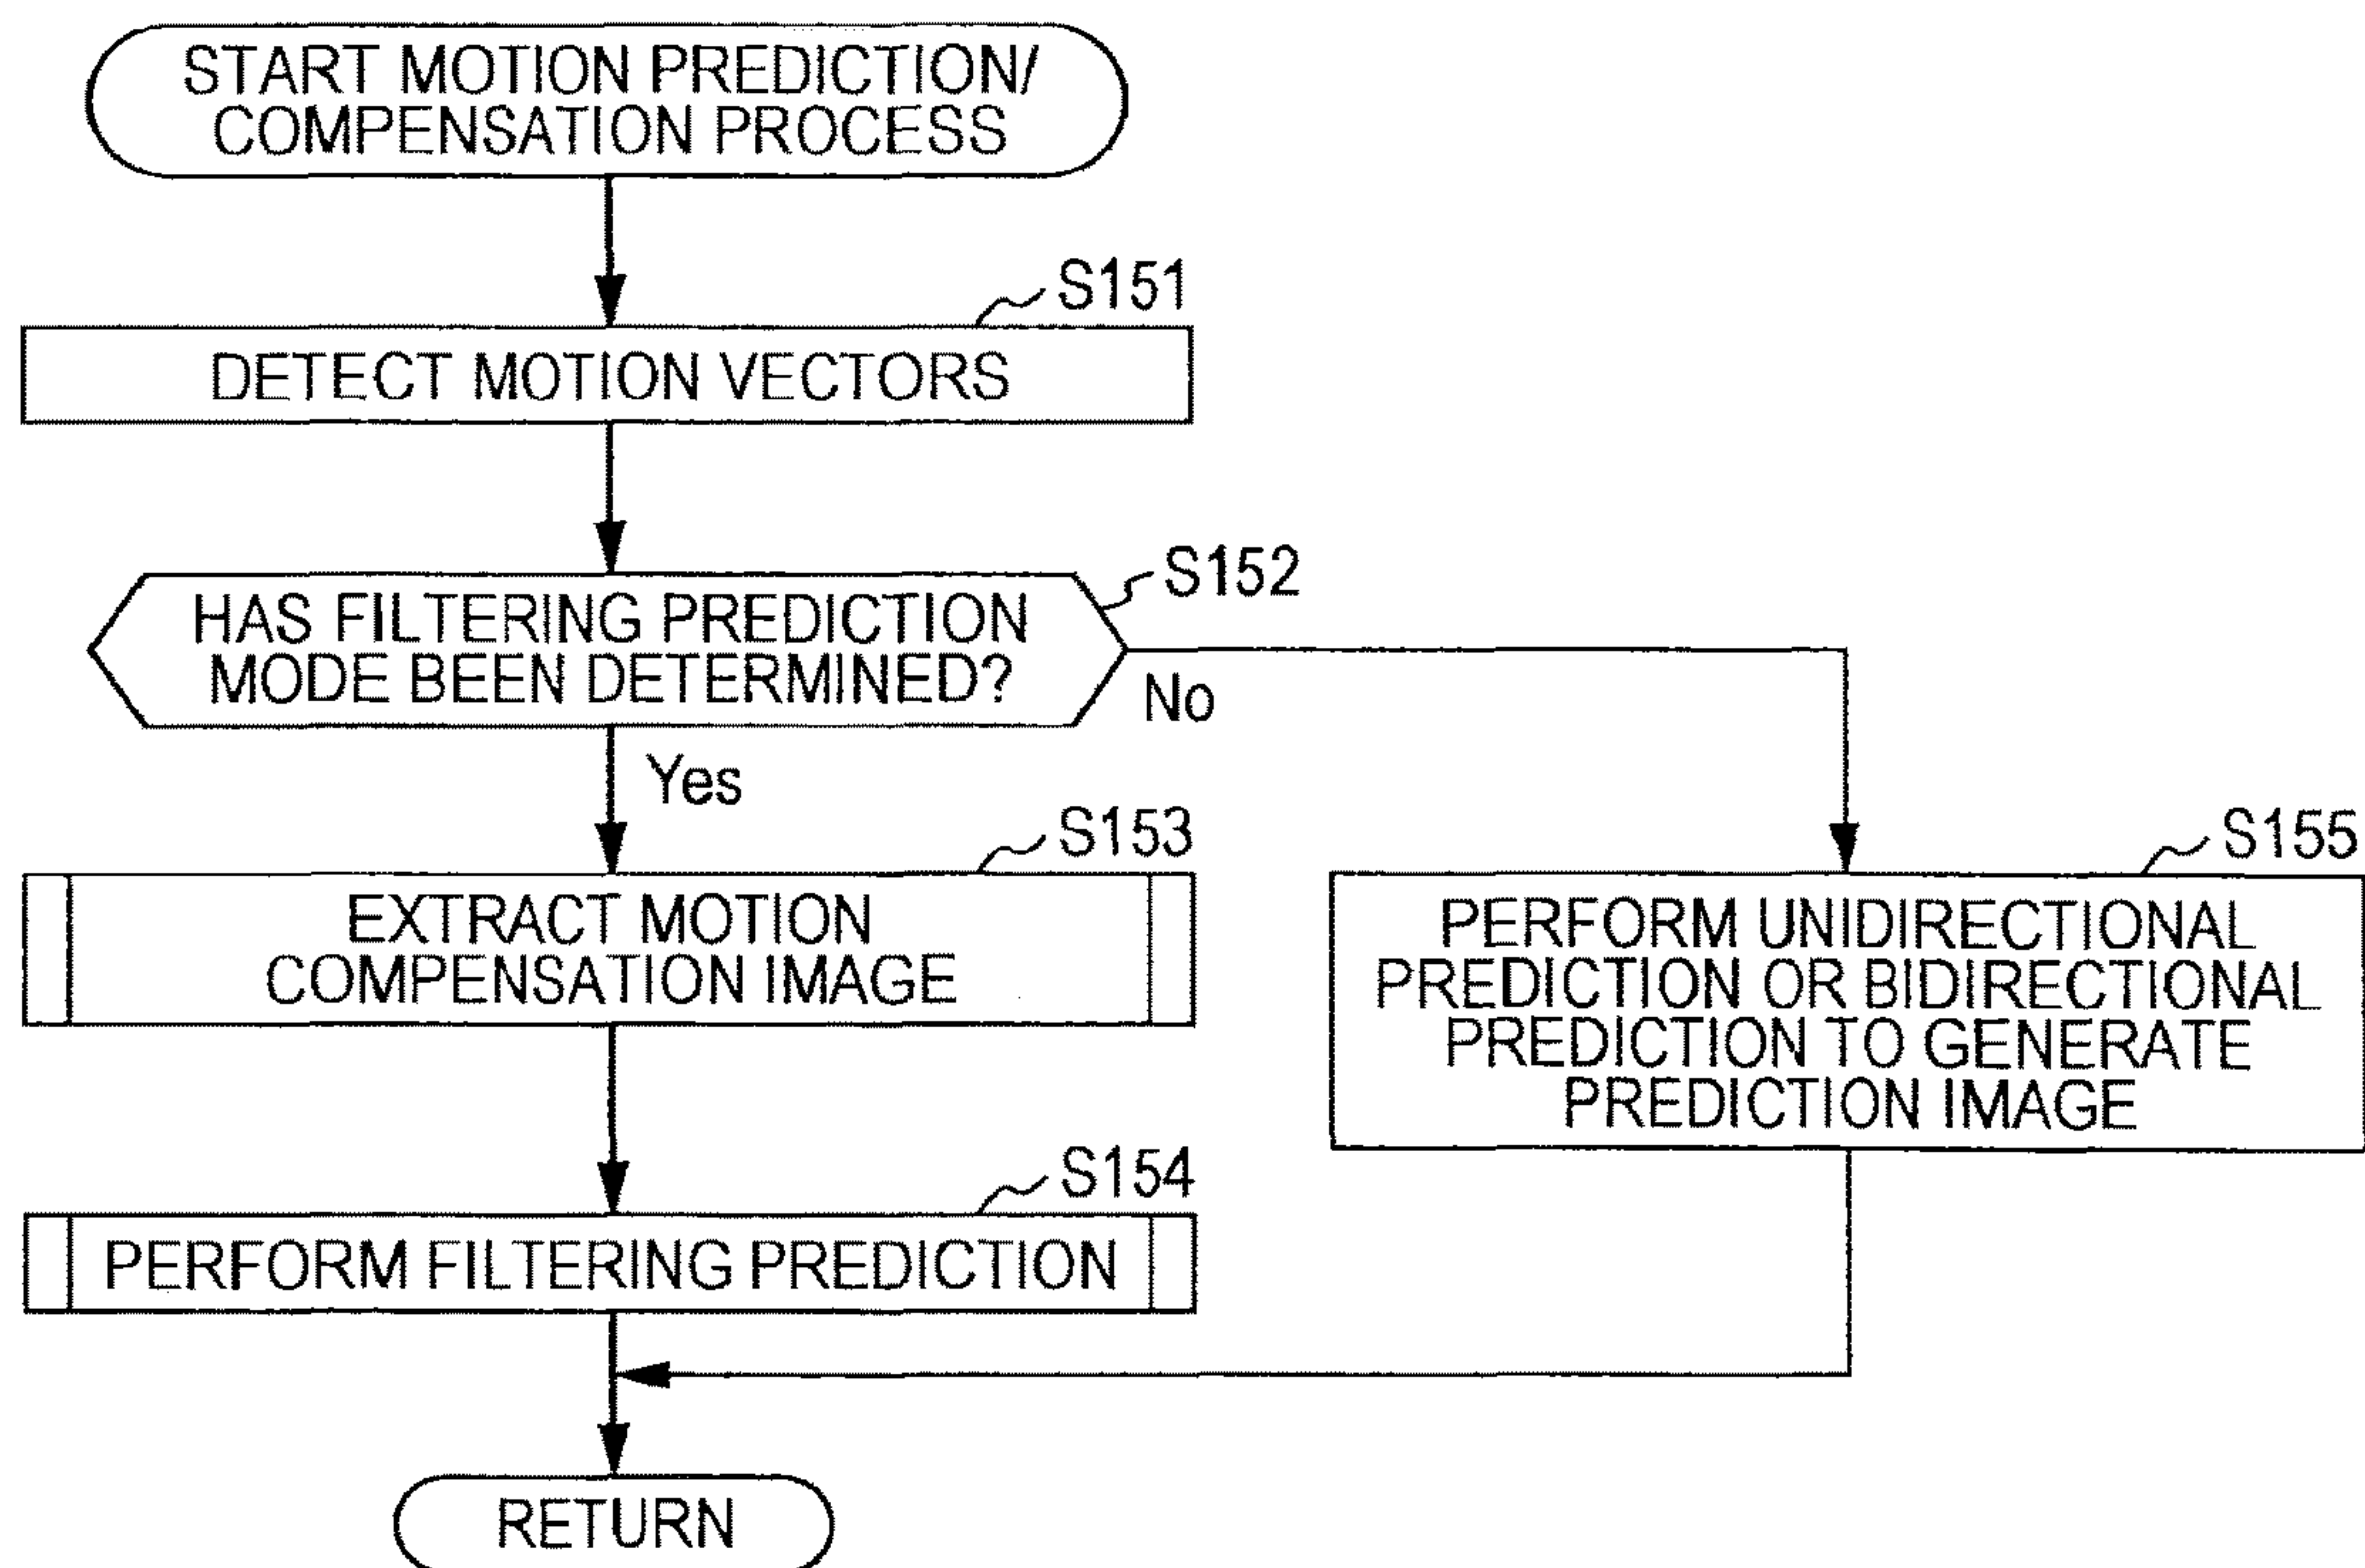 START MOTION PREDICTION/
COMPENSATION PROCESS
S151
DETECT MOTION VECTORS
S152
HAS FILTERING PREDICTION
MODE BEEN DETERMINED?
No
Yes
S153
EXTRACT MOTION
COMPENSATION IMAGE
S155
PERFORM UNIDIRECTIONAL
PREDICTION OR BIDIRECTIONAL
PREDICTION TO GENERATE
PREDICTION IMAGE
S154
PERFORM FILTERING PREDICTION
RETURN